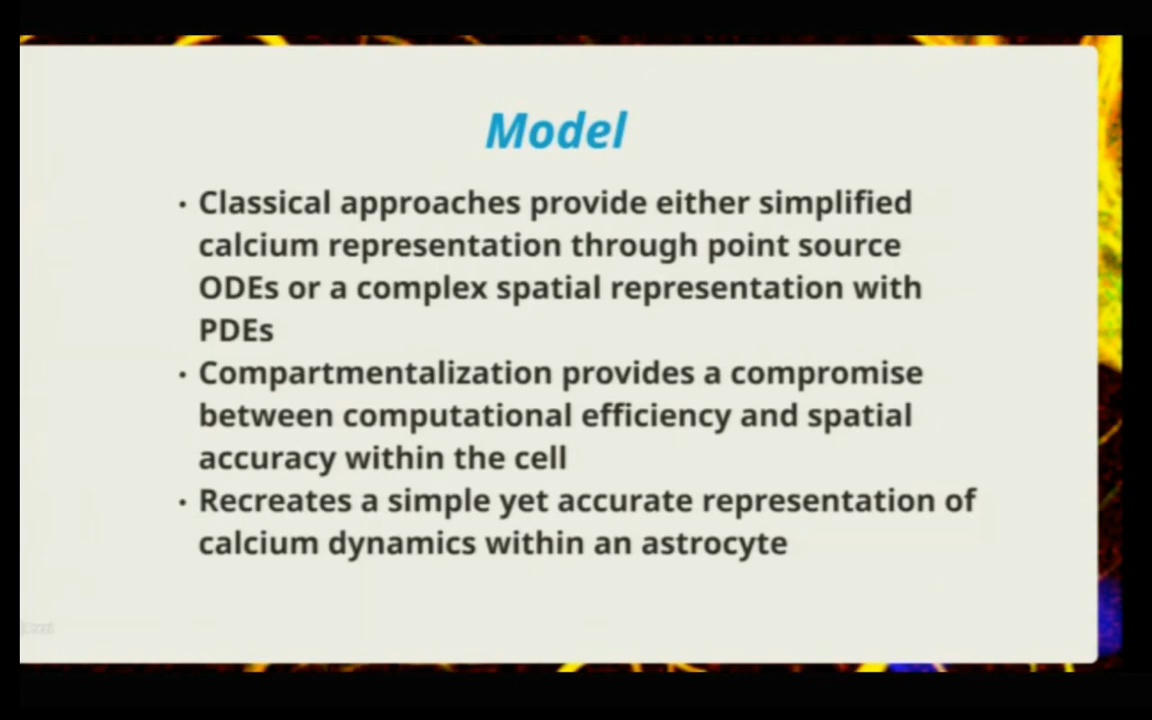 Model
• Classical approaches provide either simplified
calcium representation through point source
ODEs or a complex spatial representation with
PDEs
• Compartmentalization provides a compromise
between computational efficiency and spatial
accuracy within the cell
• Recreates a simple yet accurate representation of
calcium dynamics within an astrocyte